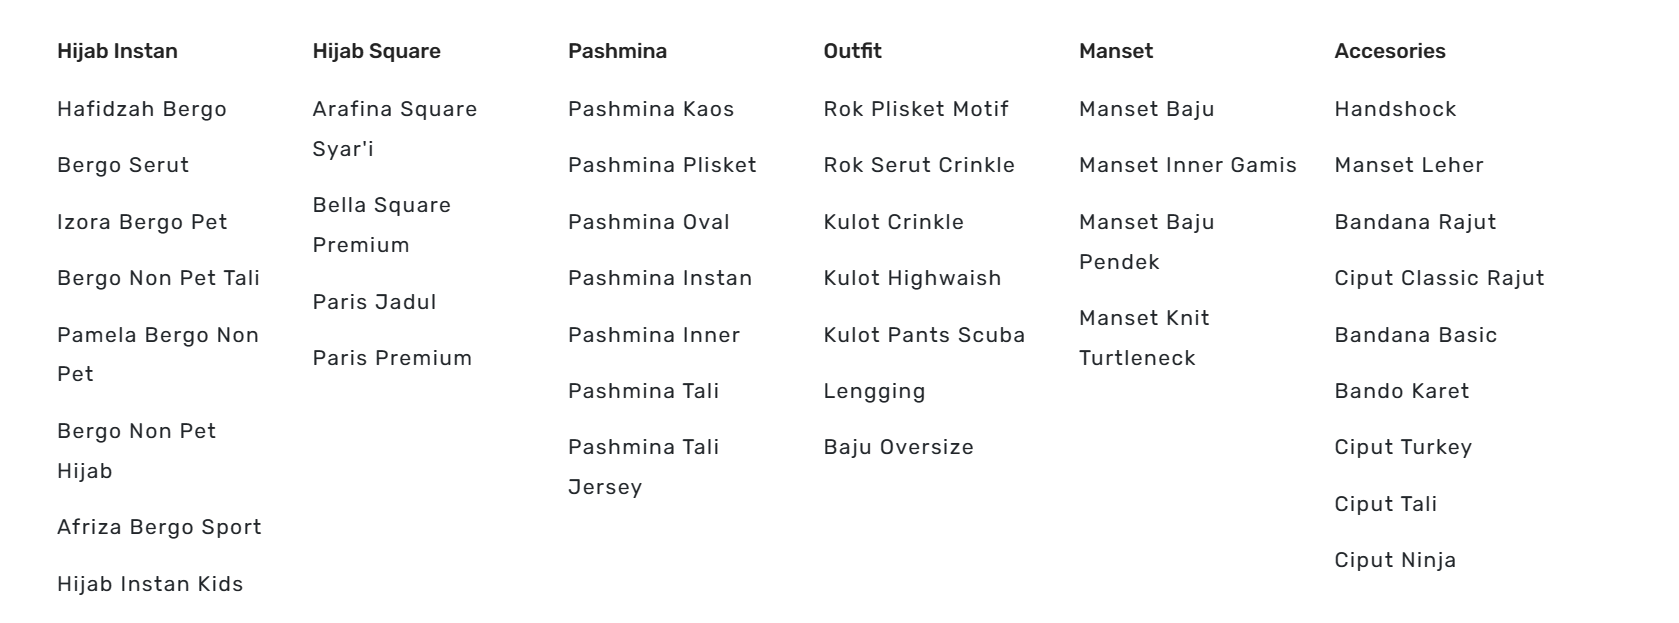 Hijab Instan
Hafidzah Bergo
Bergo Serut
Izora Bergo Pet
Bergo Non Pet Tali
Pamela Bergo Non
Pet
Bergo Non Pet
Hijab
Afriza Bergo Sport
Hijab Instan Kids
Hijab Square
Arafina Square
Syar'i
Bella Square
Premium
Paris Jadul
Paris Premium
Pashmina
Pashmina Kaos
Pashmina Plisket
Pashmina Oval
Pashmina Instan
Pashmina Inner
Pashmina Tali
Pashmina Tali
Jersey
Outfit
Rok Plisket Motif
Rok Serut Crinkle
Kulot Crinkle
Kulot Highwaish
Kulot Pants Scuba
Lengging
Baju Oversize
Manset
Manset Baju
Manset Inner Gamis
Manset Baju
Pendek
Manset Knit
Turtleneck
Accesories
Handshock
Manset Leher
Bandana Rajut
Ciput Classic Rajut
Bandana Basic
Bando Karet
Ciput Turkey
Ciput Tali
Ciput Ninja